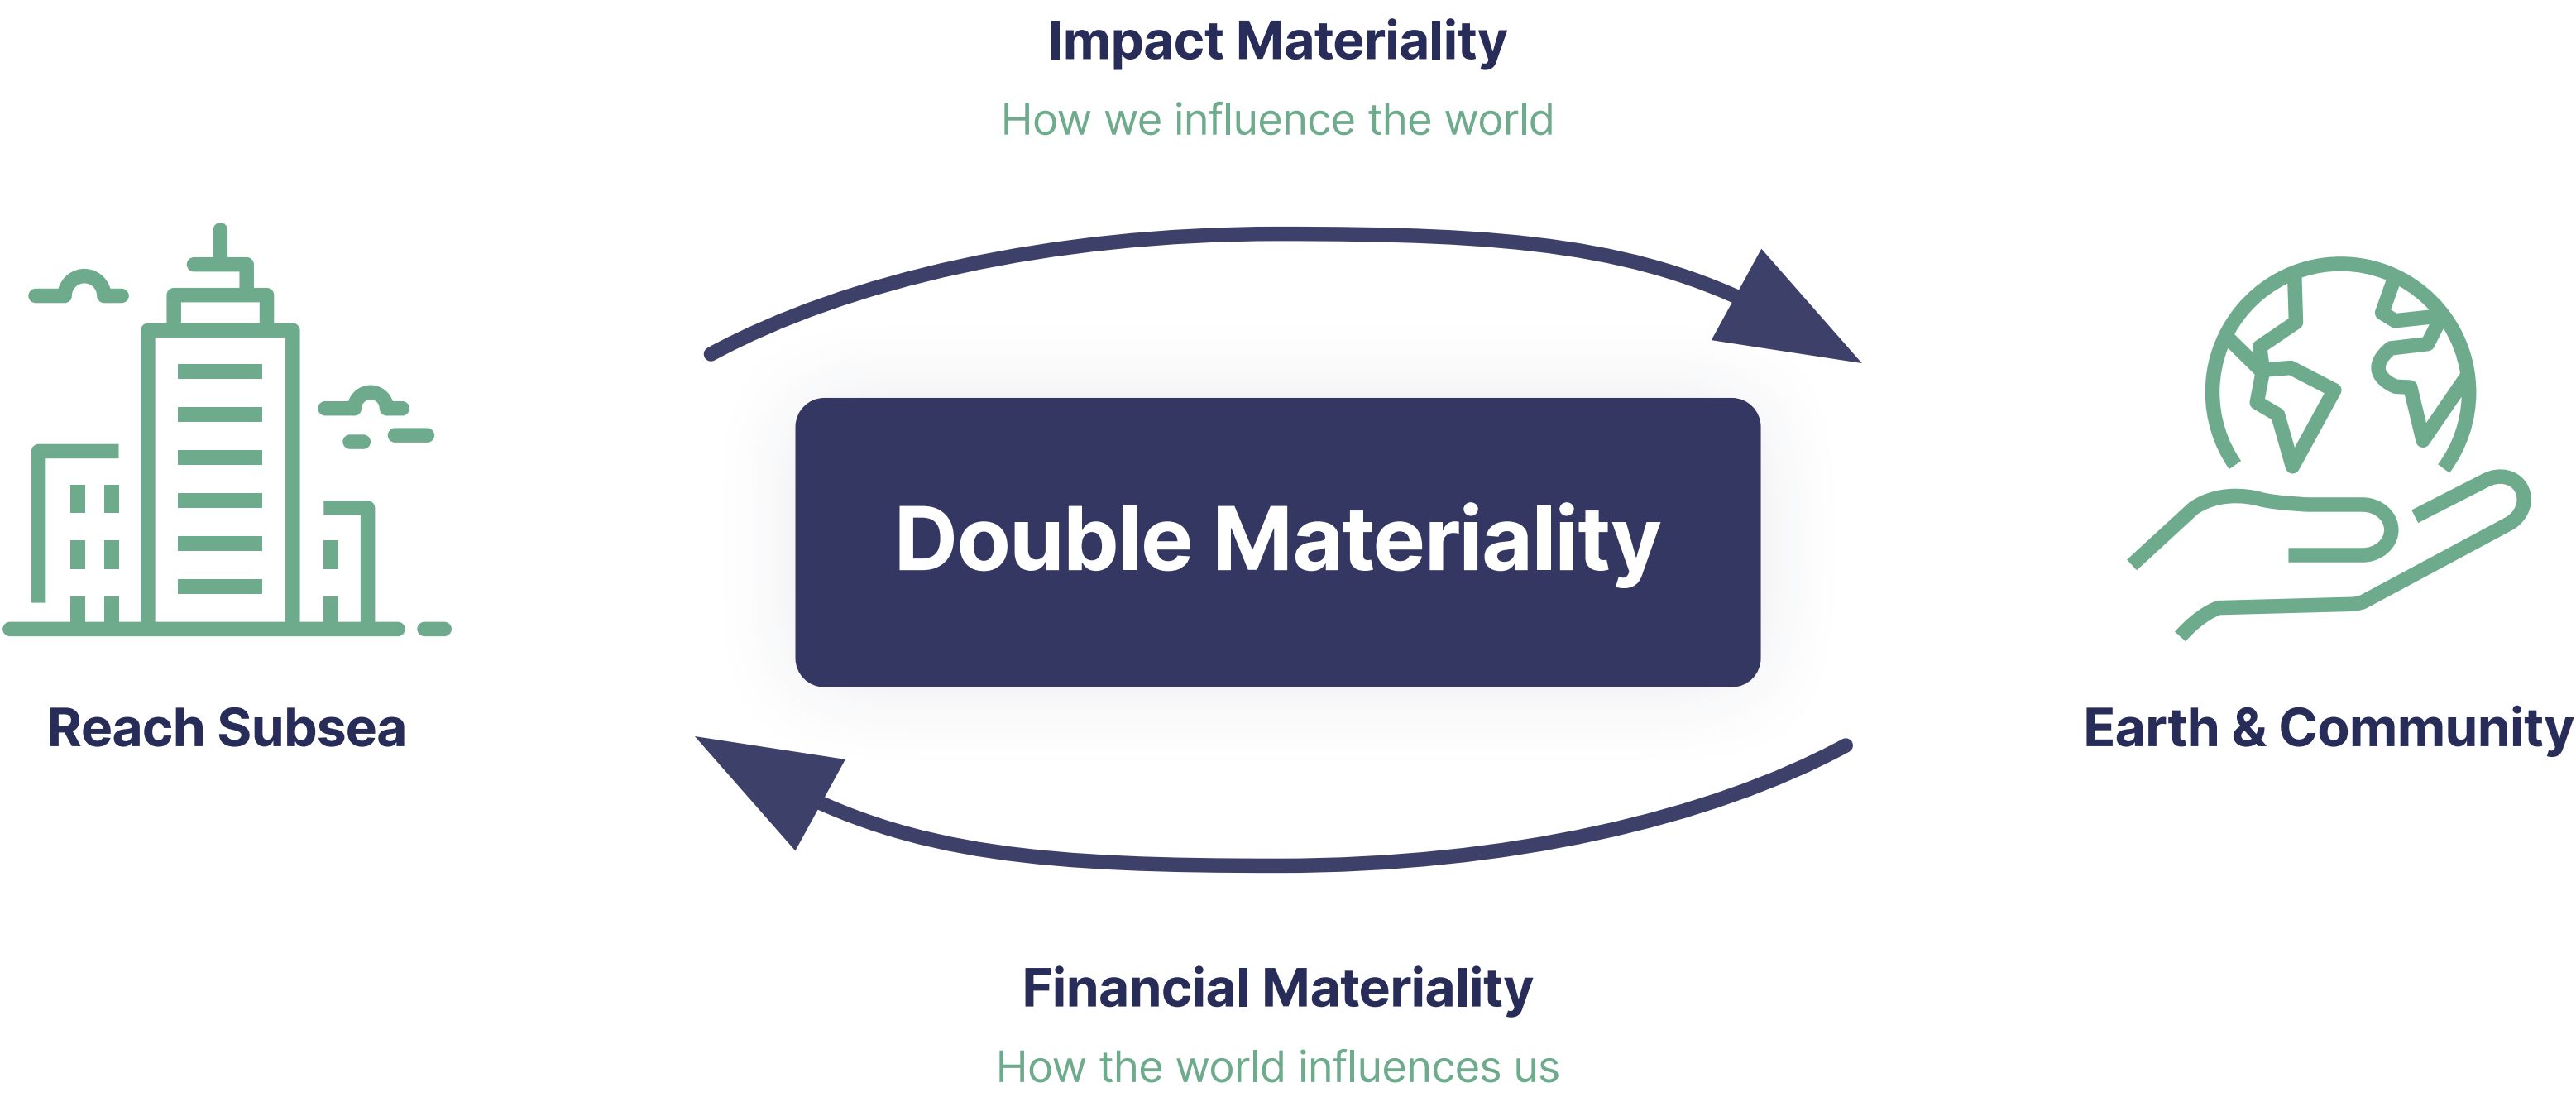 Impact Materiality
How we influence the world
Double Materiality
Reach Subsea
Earth & Community
Financial Materiality
How the world influences us